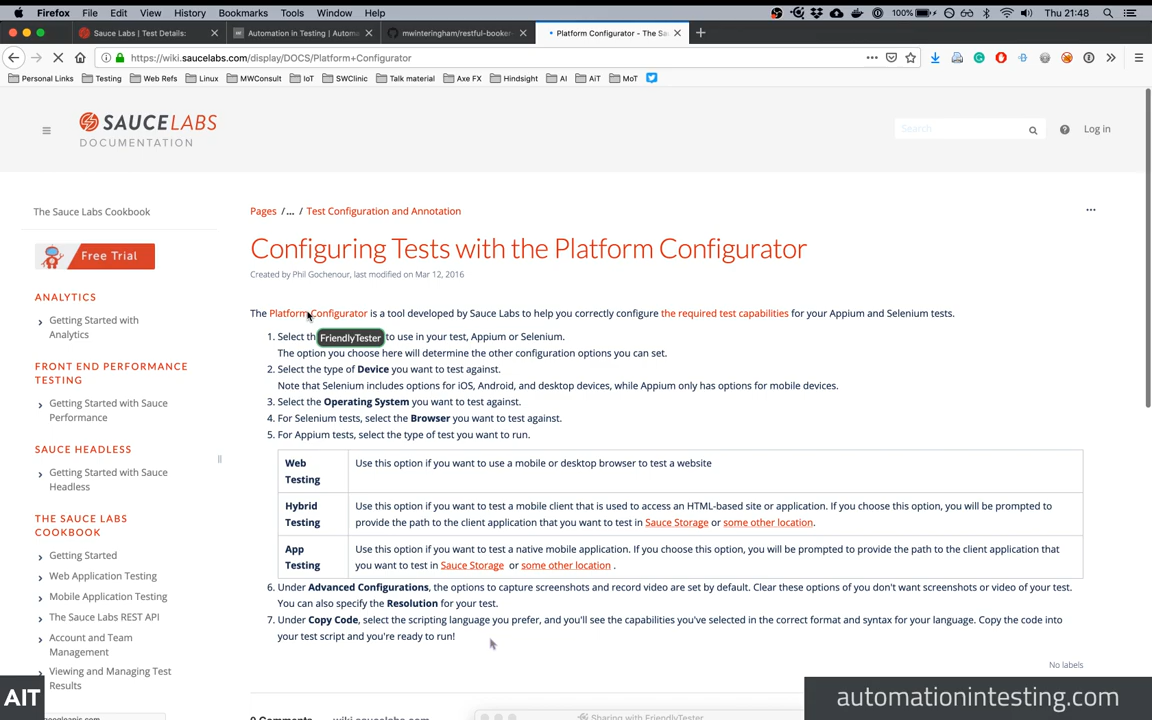 Firefox File Edit View History Bookmarks Tools Window Help 100% Thu 21:48
Sauce Labs | Test Details: Automation in Testing | Autom mwinteringham/restful-booker- Platform Configurator - The Sa
https://wiki.saucelabs.com/display/DOCS/Platform+Configurator
Personal Links Testing Web Refs Linux MWConsult IoT SWClinic Talk material Axe FX Hindsight AI AiT MoT
SAUCELABS
DOCUMENTATION
Search
Log in
The Sauce Labs Cookbook
Free Trial
ANALYTICS
Getting Started with
Analytics
FRONT END PERFORMANCE
TESTING
Getting Started with Sauce
Performance
SAUCE HEADLESS
Getting Started with Sauce
Headless
THE SAUCE LABS
COOKBOOK
Getting Started
Web Application Testing
Mobile Application Testing
The Sauce Labs REST API
Account and Team
Management
Viewing and Managing Test
Results
Pages /... / Test Configuration and Annotation
Configuring Tests with the Platform Configurator
Created by Phil Gochenour, last modified on Mar 12, 2016
The Platform Configurator is a tool developed by Sauce Labs to help you correctly configure the required test capabilities for your Appium and Selenium tests.
1. Select th FriendlyTester to use in your test, Appium or Selenium.
The option you choose here will determine the other configuration options you can set.
2. Select the type of Device you want to test against.
Note that Selenium includes options for iOS, Android, and desktop devices, while Appium only has options for mobile devices.
3. Select the Operating System you want to test against.
4. For Selenium tests, select the Browser you want to test against.
5. For Appium tests, select the type of test you want to run.
Web
Testing
Use this option if you want to use a mobile or desktop browser to test a website
Hybrid
Testing
Use this option if you want to test a mobile client that is used to access an HTML-based site or application. If you choose this option, you will be prompted to
provide the path to the client application that you want to test in Sauce Storage or some other location.
App
Testing
Use this option if you want to test a native mobile application. If you choose this option, you will be prompted to provide the path to the client application that
you want to test in Sauce Storage or some other location .
6. Under Advanced Configurations, the options to capture screenshots and record video are set by default. Clear these options of you don't want screenshots or video of your test.
You can also specify the Resolution for your test.
7. Under Copy Code, select the scripting language you prefer, and you'll see the capabilities you've selected in the correct format and syntax for your language. Copy the code into
your test script and you're ready to run!
No labels
0 Comments
wiki.saucelabs.com
Sharing with FriendlyTester
AIT
automationintesting.com